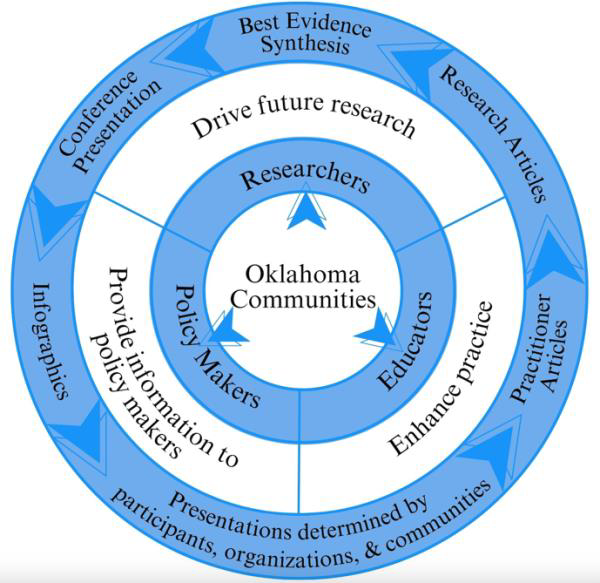 Best Evidence
Synthesis
Research Articles
Practitioner
Articles
Presentations determined by
participants, organizations, & communities
Infographics
Conference
Presentation
Drive future research
Enhance practice
Provide information to
policy makers
Researchers
Educators
Policy Makers
Oklahoma
Communities